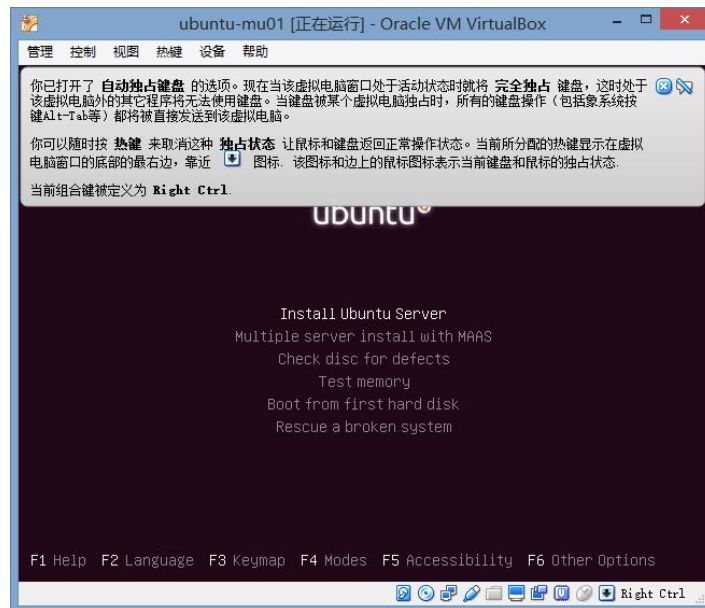 ubuntu-mu01 [正在运行] - Oracle VM VirtualBox
管理 控制 视图 热键 设备 帮助
你已打开了 自动独占键盘 的选项。现在当该虚拟电脑窗口处于活动状态时就将 完全独占 键盘，这时处于
该虚拟电脑外的其它程序将无法使用键盘。当键盘被某个虚拟电脑独占时，所有的键盘操作（包括象系统按
键Alt-Tab等）都将被直接发送到该虚拟电脑。
你可以随时按 热键 来取消这种 独占状态 让鼠标和键盘返回正常操作状态。当前所分配的热键显示在虚拟
电脑窗口的底部的最右边，靠近 图标. 该图标和边上的鼠标图标表示当前键盘和鼠标的独占状态.
当前组合键被定义为 Right Ctrl.
ubuntu®
Install Ubuntu Server
Multiple server install with MAAS
Check disc for defects
Test memory
Boot from first hard disk
Rescue a broken system
F1 Help F2 Language F3 Keymap F4 Modes F5 Accessibility F6 Other Options
Right Ctrl